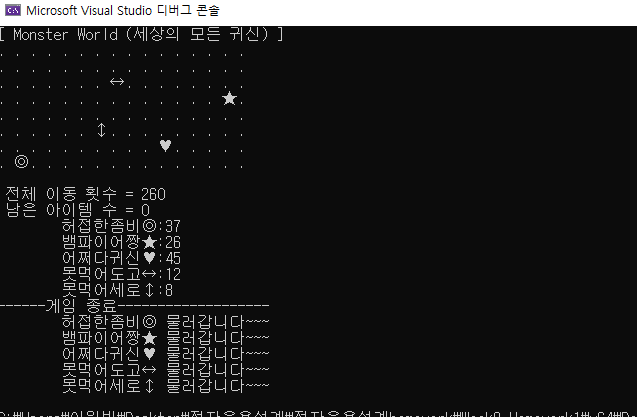 Microsoft Visual Studio 디버그 콘솔
[ Monster World (세상의 모든 귀신) ]
. . . . . . . . . . . . . . . .
. . . . . . . . . . . . . . . .
. . . . . . . ↔. . . . . . . .
. . . . . . . . . . . . . . ★.
. . . . . . . . . . . . . . . .
. . . . . . ↕. . . . . . . . .
. . . . . . . . . . ♥. . . . .
. ◎. . . . . . . . . . . . . .
전체 이동 횟수 = 260
남은 아이템 수 = 0
허접한좀비◎:37
뱀파이어짱★:26
어쩌다귀신♥:45
못먹어도고↔:12
못먹어세로↕:8
------게임 종료-------------------
허접한좀비◎ 물러갑니다~~~
뱀파이어짱★ 물러갑니다~~~
어쩌다귀신♥ 물러갑니다~~~
못먹어도고↔ 물러갑니다~~~
못먹어세로↕ 물러갑니다~~~